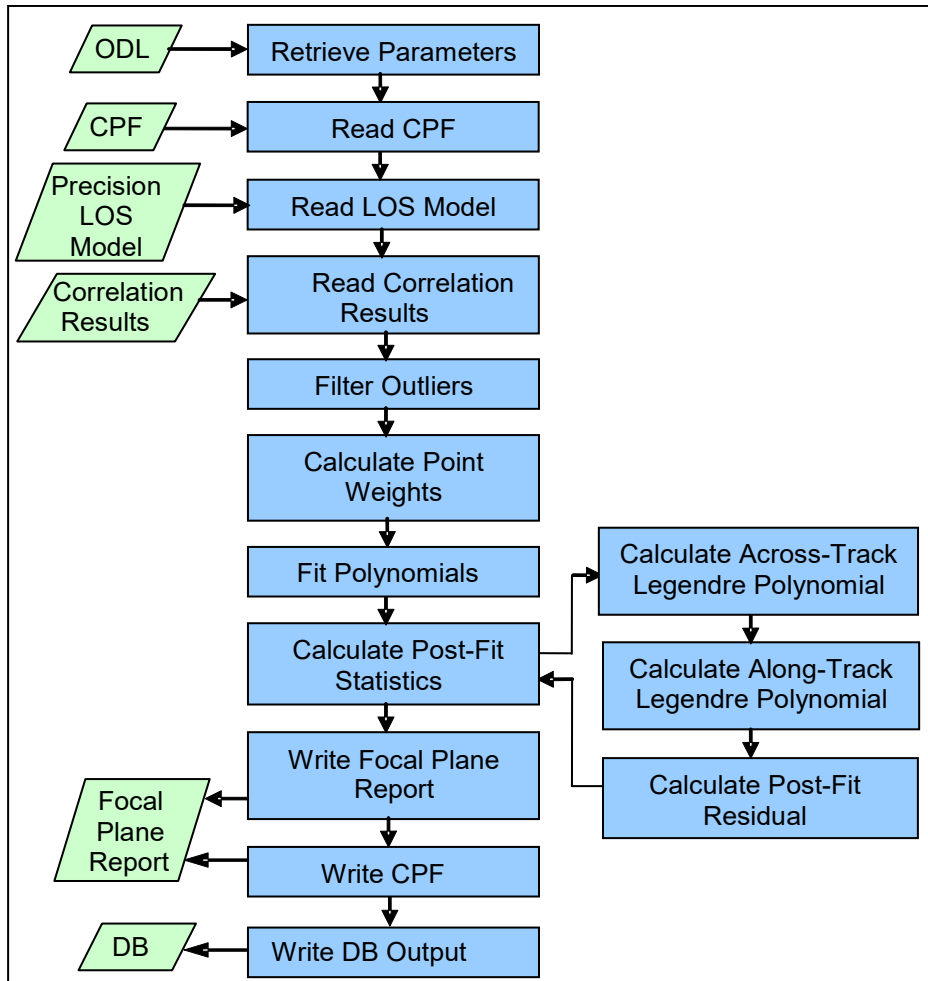 ODL
Retrieve Parameters
CPF
Read CPF
Precision
LOS
Model
Read LOS Model
Correlation
Results
Read Correlation
Results
Filter Outliers
Calculate Point
Weights
Fit Polynomials
Calculate Across-Track
Legendre Polynomial
Calculate Post-Fit
Statistics
Calculate Along-Track
Legendre Polynomial
Write Focal Plane
Report
Calculate Post-Fit
Residual
Focal
Plane
Report
Write CPF
DB
Write DB Output